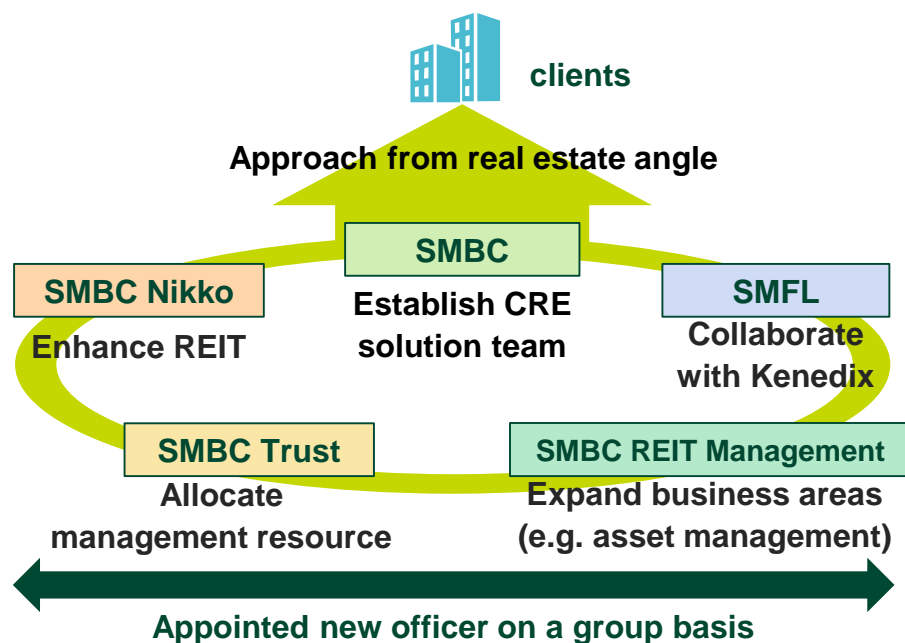 clients
Approach from real estate angle
SMBC
Establish CRE
solution team
SMBC Nikko
Enhance REIT
SMFL
Collaborate
with Kenedix
SMBC Trust
Allocate
management resource
SMBC REIT Management
Expand business areas
(e.g. asset management)
Appointed new officer on a group basis